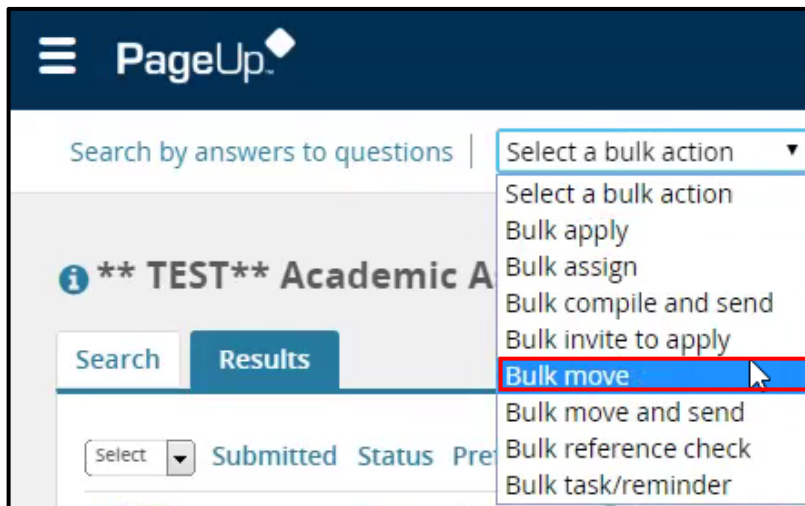 PageUp™
Search by answers to questions | Select a bulk action
Select a bulk action
Bulk apply
Bulk assign
Bulk compile and send
Bulk invite to apply
Bulk move
Bulk move and send
Bulk reference check
Bulk task/reminder
** TEST** Academic
Search Results
Select Submitted Status